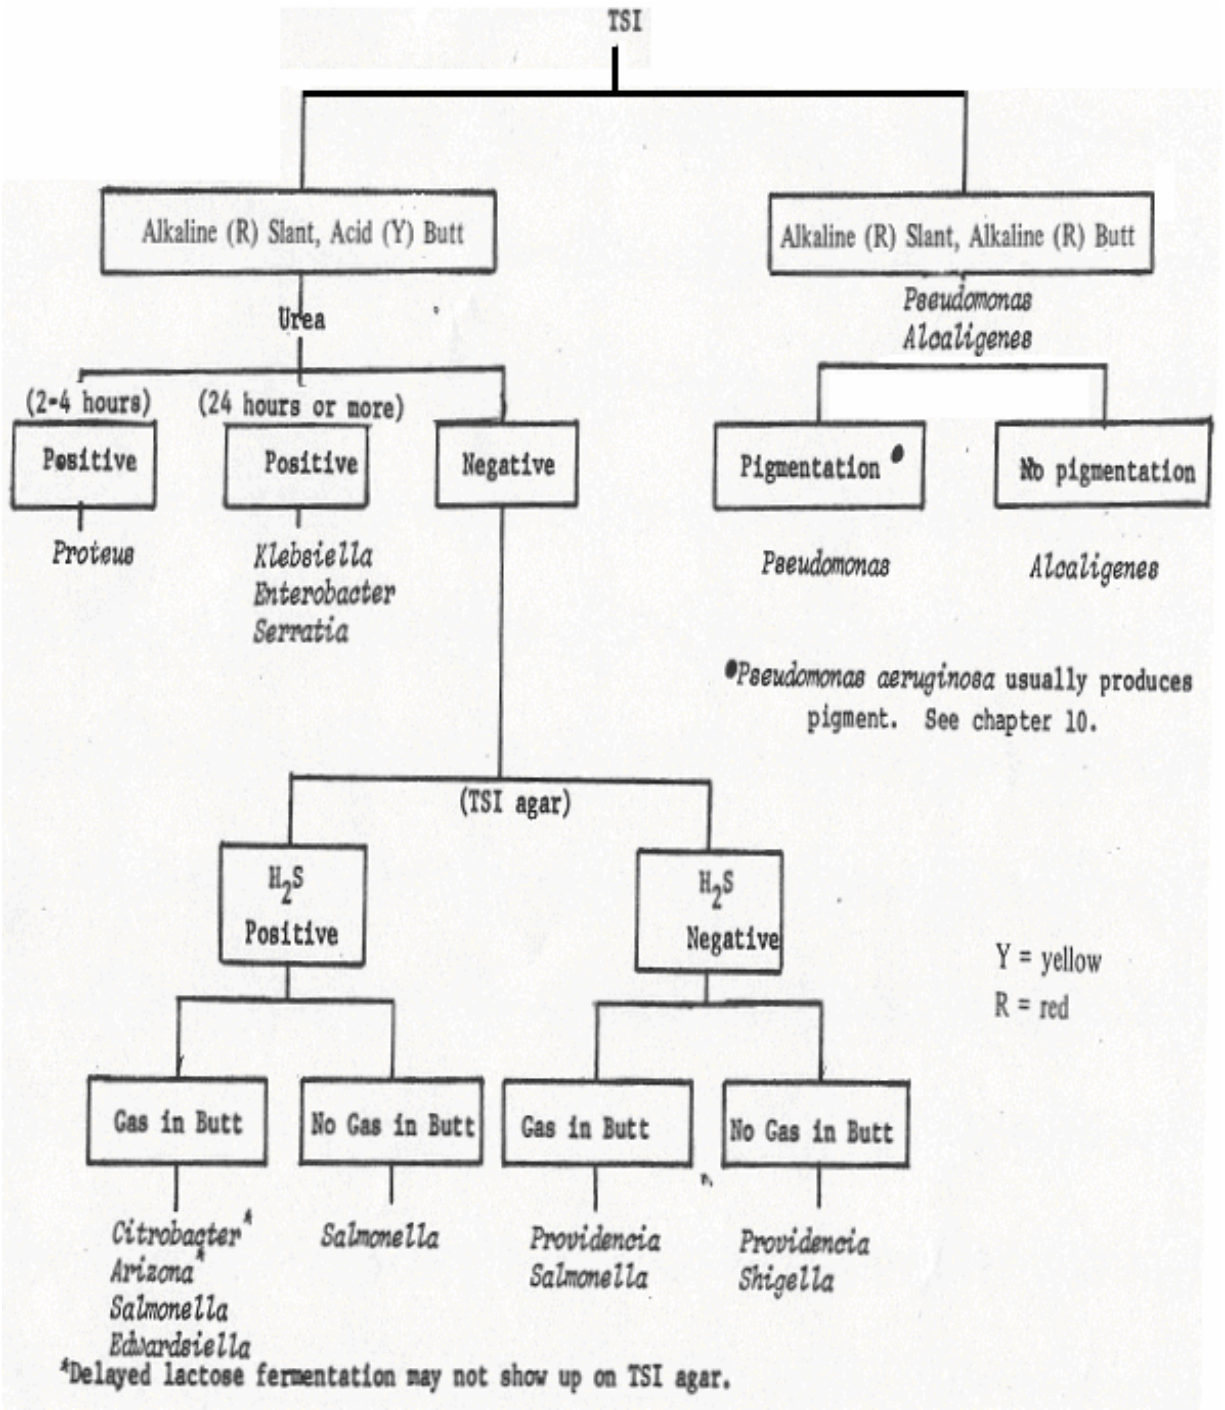 TSI
Alkaline (R) Slant, Acid (Y) Butt
Alkaline (R) Slant, Alkaline (R) Butt
Pseudomonas
Alcaligenes
Urea
(2-4 hours)
(24 hours or more)
Positive
Positive
Negative
Pigmentation ●
No pigmentation
Proteus
Klebsiella
Enterobacter
Serratia
Pseudomonas
Alcaligenes
●Pseudomonas aeruginosa usually produces
pigment. See chapter 10.
(TSI agar)
H₂S
Positive
H₂S
Negative
Y = yellow
R = red
Gas in Butt
No Gas in Butt
Gas in Butt
No Gas in Butt
Citrobacter*
Arizona*
Salmonella
Edwardsiella
Salmonella
Providencia
Salmonella
Providencia
Shigella
*Delayed lactose fermentation may not show up on TSI agar.